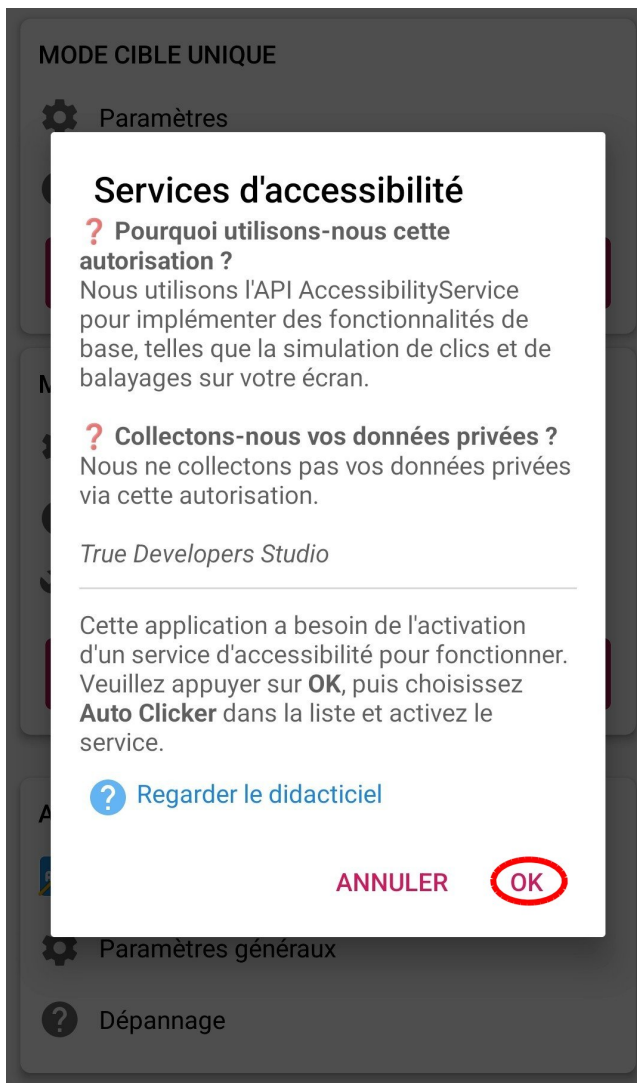 MODE CIBLE UNIQUE
Paramètres
Services d'accessibilité
❓ Pourquoi utilisons-nous cette
autorisation ?
Nous utilisons l'API AccessibilityService
pour implémenter des fonctionnalités de
base, telles que la simulation de clics et de
balayages sur votre écran.
❓ Collectons-nous vos données privées ?
Nous ne collectons pas vos données privées
via cette autorisation.
True Developers Studio
Cette application a besoin de l'activation
d'un service d'accessibilité pour fonctionner.
Veuillez appuyer sur OK, puis choisissez
Auto Clicker dans la liste et activez le
service.
Regarder le didacticiel
ANNULER OK
Paramètres généraux
Dépannage